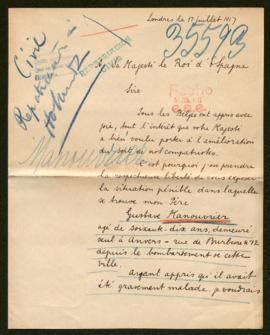 Londres le 17 juillet 1917
35593
Civil
A Sa Majesté le Roi d'Espagne
Sire
Tous les Belges ont appris avec
joie, tout l'intérêt que votre Majesté
a bien voulu porter à l'amélioration
du sort de nos compatriotes.
C'est pourquoi j'ose prendre
la respectueuse liberté de vous exposer
la situation pénible dans laquelle
se trouve mon Père
Gustave Manouvrier
agé de soixante-dix ans, demeuré
seul à Anvers - rue de Burbure № 72
depuis le bombardement de cette
ville.
Ayant appris qu'il avait
été gravement malade, je voudrais